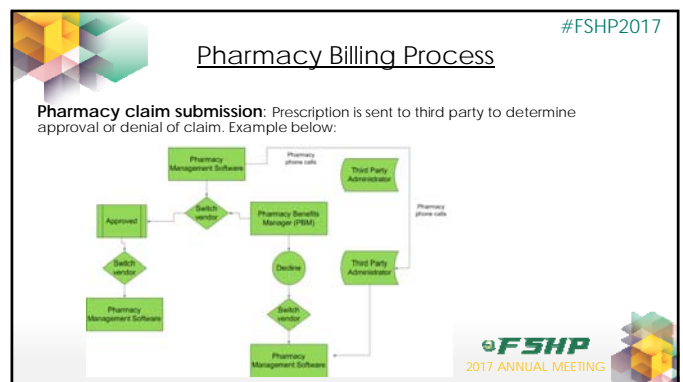 #FSHP2017
Pharmacy Billing Process
Pharmacy claim submission: Prescription is sent to third party to determine
approval or denial of claim. Example below:
Pharmacy
Management Software
Pharmacy
phone calls
Third Party
Administrator
Switch
vendor
Approved
Pharmacy Benefits
Manager (PBM)
Pharmacy
phone calls
Switch
vendor
Decline
Third Party
Administrator
Pharmacy
Management Software
Switch
vendor
Pharmacy
Management Software
FSHP
2017 ANNUAL MEETING